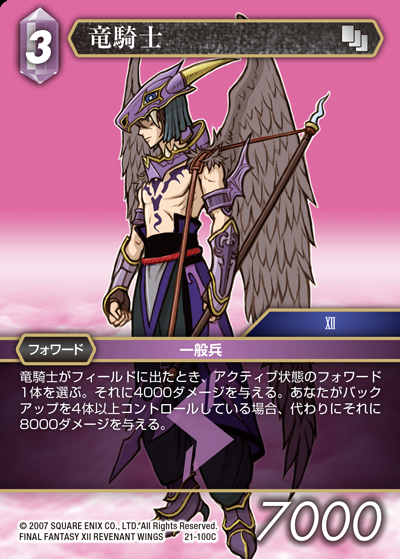 3
竜騎士
XII
フォワード
一般兵
竜騎士がフィールドに出たとき、アクティブ状態のフォワード
1体を選ぶ。それに4000ダメージを与える。あなたがバック
アップを4体以上コントロールしている場合、代わりにそれに
8000ダメージを与える。
© 2007 SQUARE ENIX CO., LTD. All Rights Reserved.
FINAL FANTASY XII REVENANT WINGS
21-100C
7000